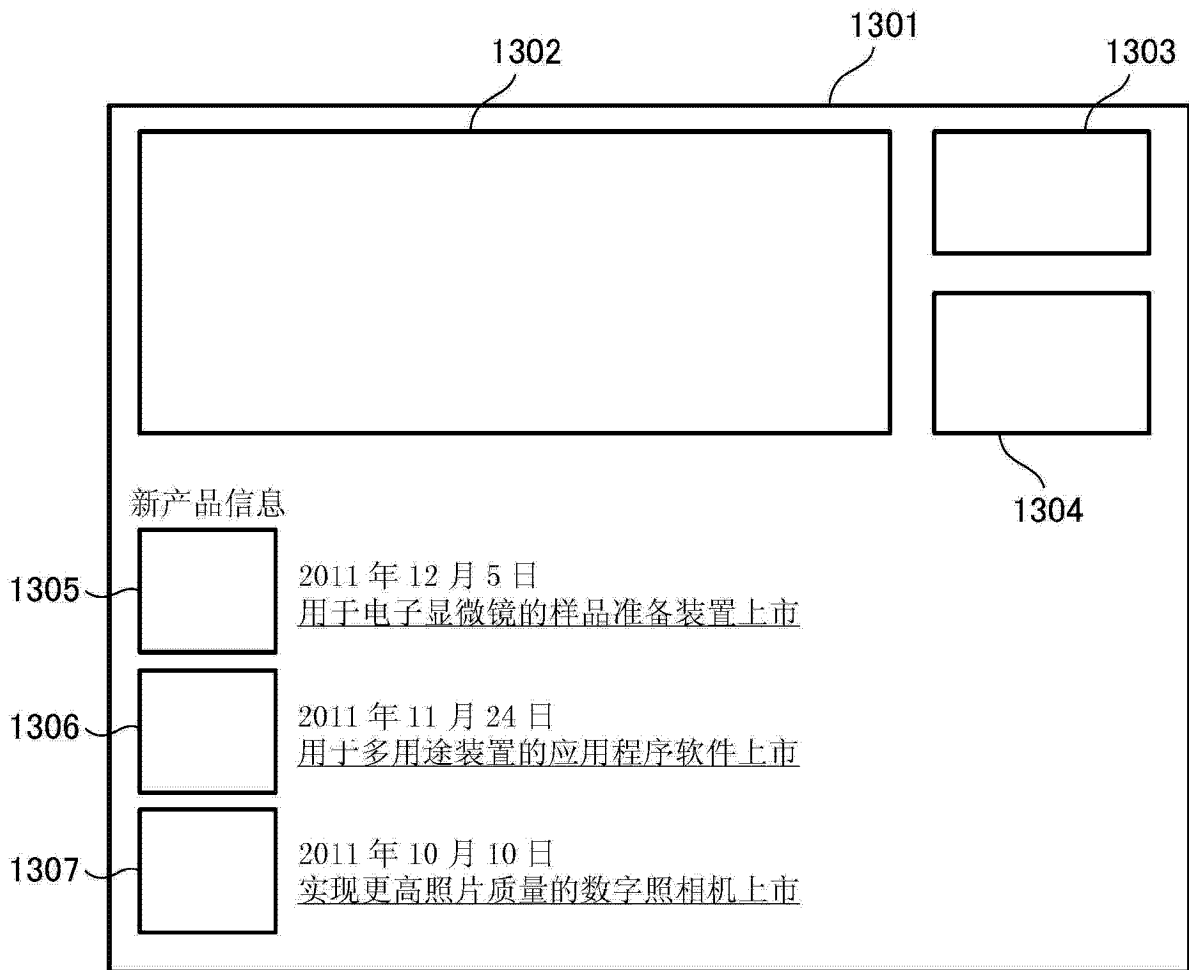 1301
1302
1303
1304
新产品信息
1305
2011 年 12 月 5 日
用于电子显微镜的样品准备装置上市
1306
2011 年 11 月 24 日
用于多用途装置的应用程序软件上市
1307
2011 年 10 月 10 日
实现更高照片质量的数字照相机上市